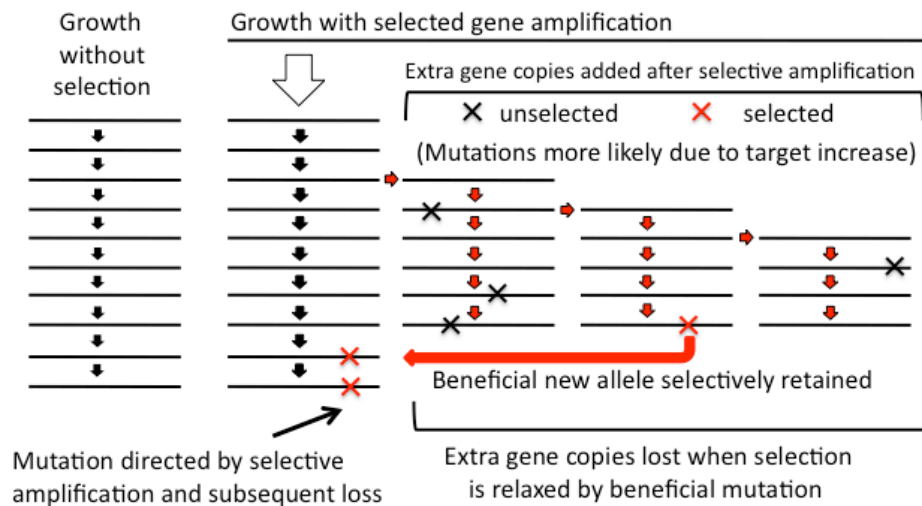 Growth
without
selection
Growth with selected gene amplification
Extra gene copies added after selective amplification
unselected
selected
(Mutations more likely due to target increase)
Beneficial new allele selectively retained
Mutation directed by selective
amplification and subsequent loss
Extra gene copies lost when selection
is relaxed by beneficial mutation